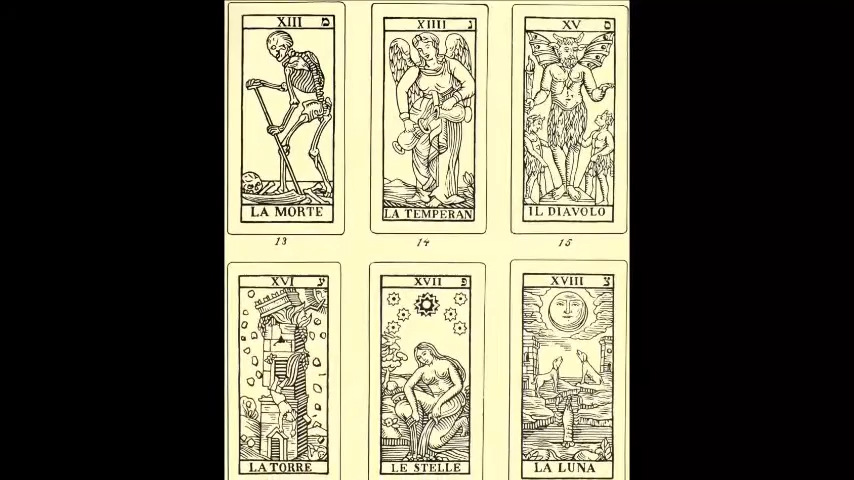 XIII מ
LA MORTE
13
XIIII נ
LA TEMPERAN
14
XV ס
IL DIAVOLO
15
XVI ע
LA TORRE
XVII פ
LE STELLE
XVIII צ
LA LUNA